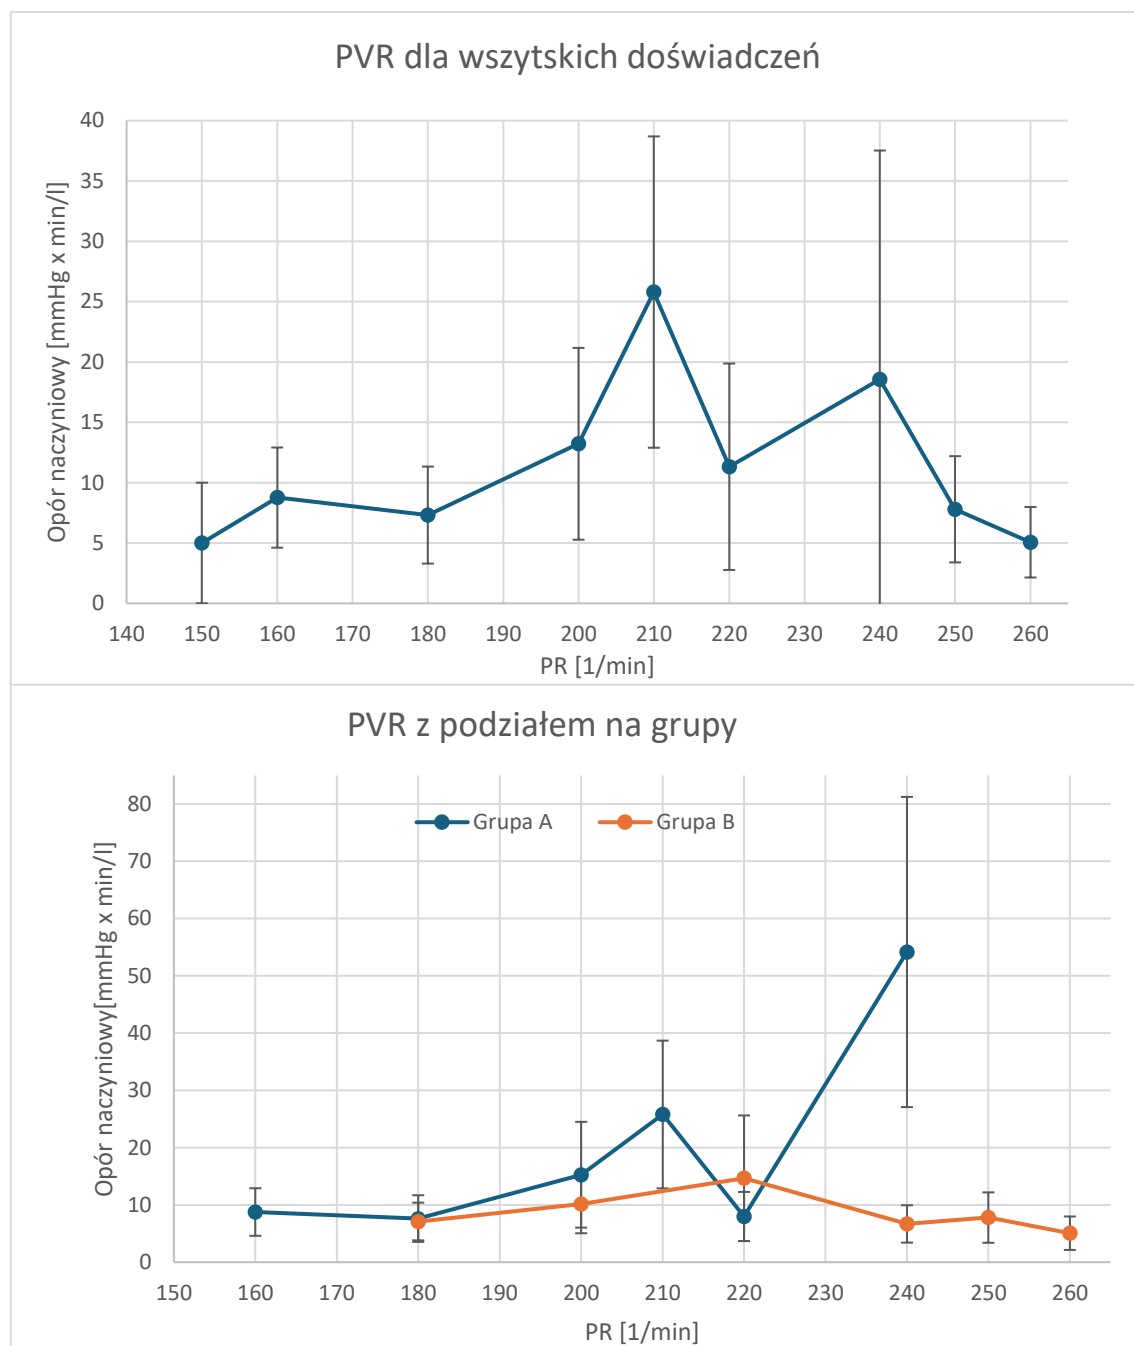 PVR dla wszytskich doświadczeń
Opór naczyniowy [mmHg x min/l]
40
35
30
25
20
15
10
5
0
140 150 160 170 180 190 200 210 220 230 240 250 260
PR [1/min]
PVR z podziałem na grupy
Opór naczyniowy[mmHg x min/l]
Grupa A Grupa B
80
70
60
50
40
30
20
10
0
150 160 170 180 190 200 210 220 230 240 250 260
PR [1/min]